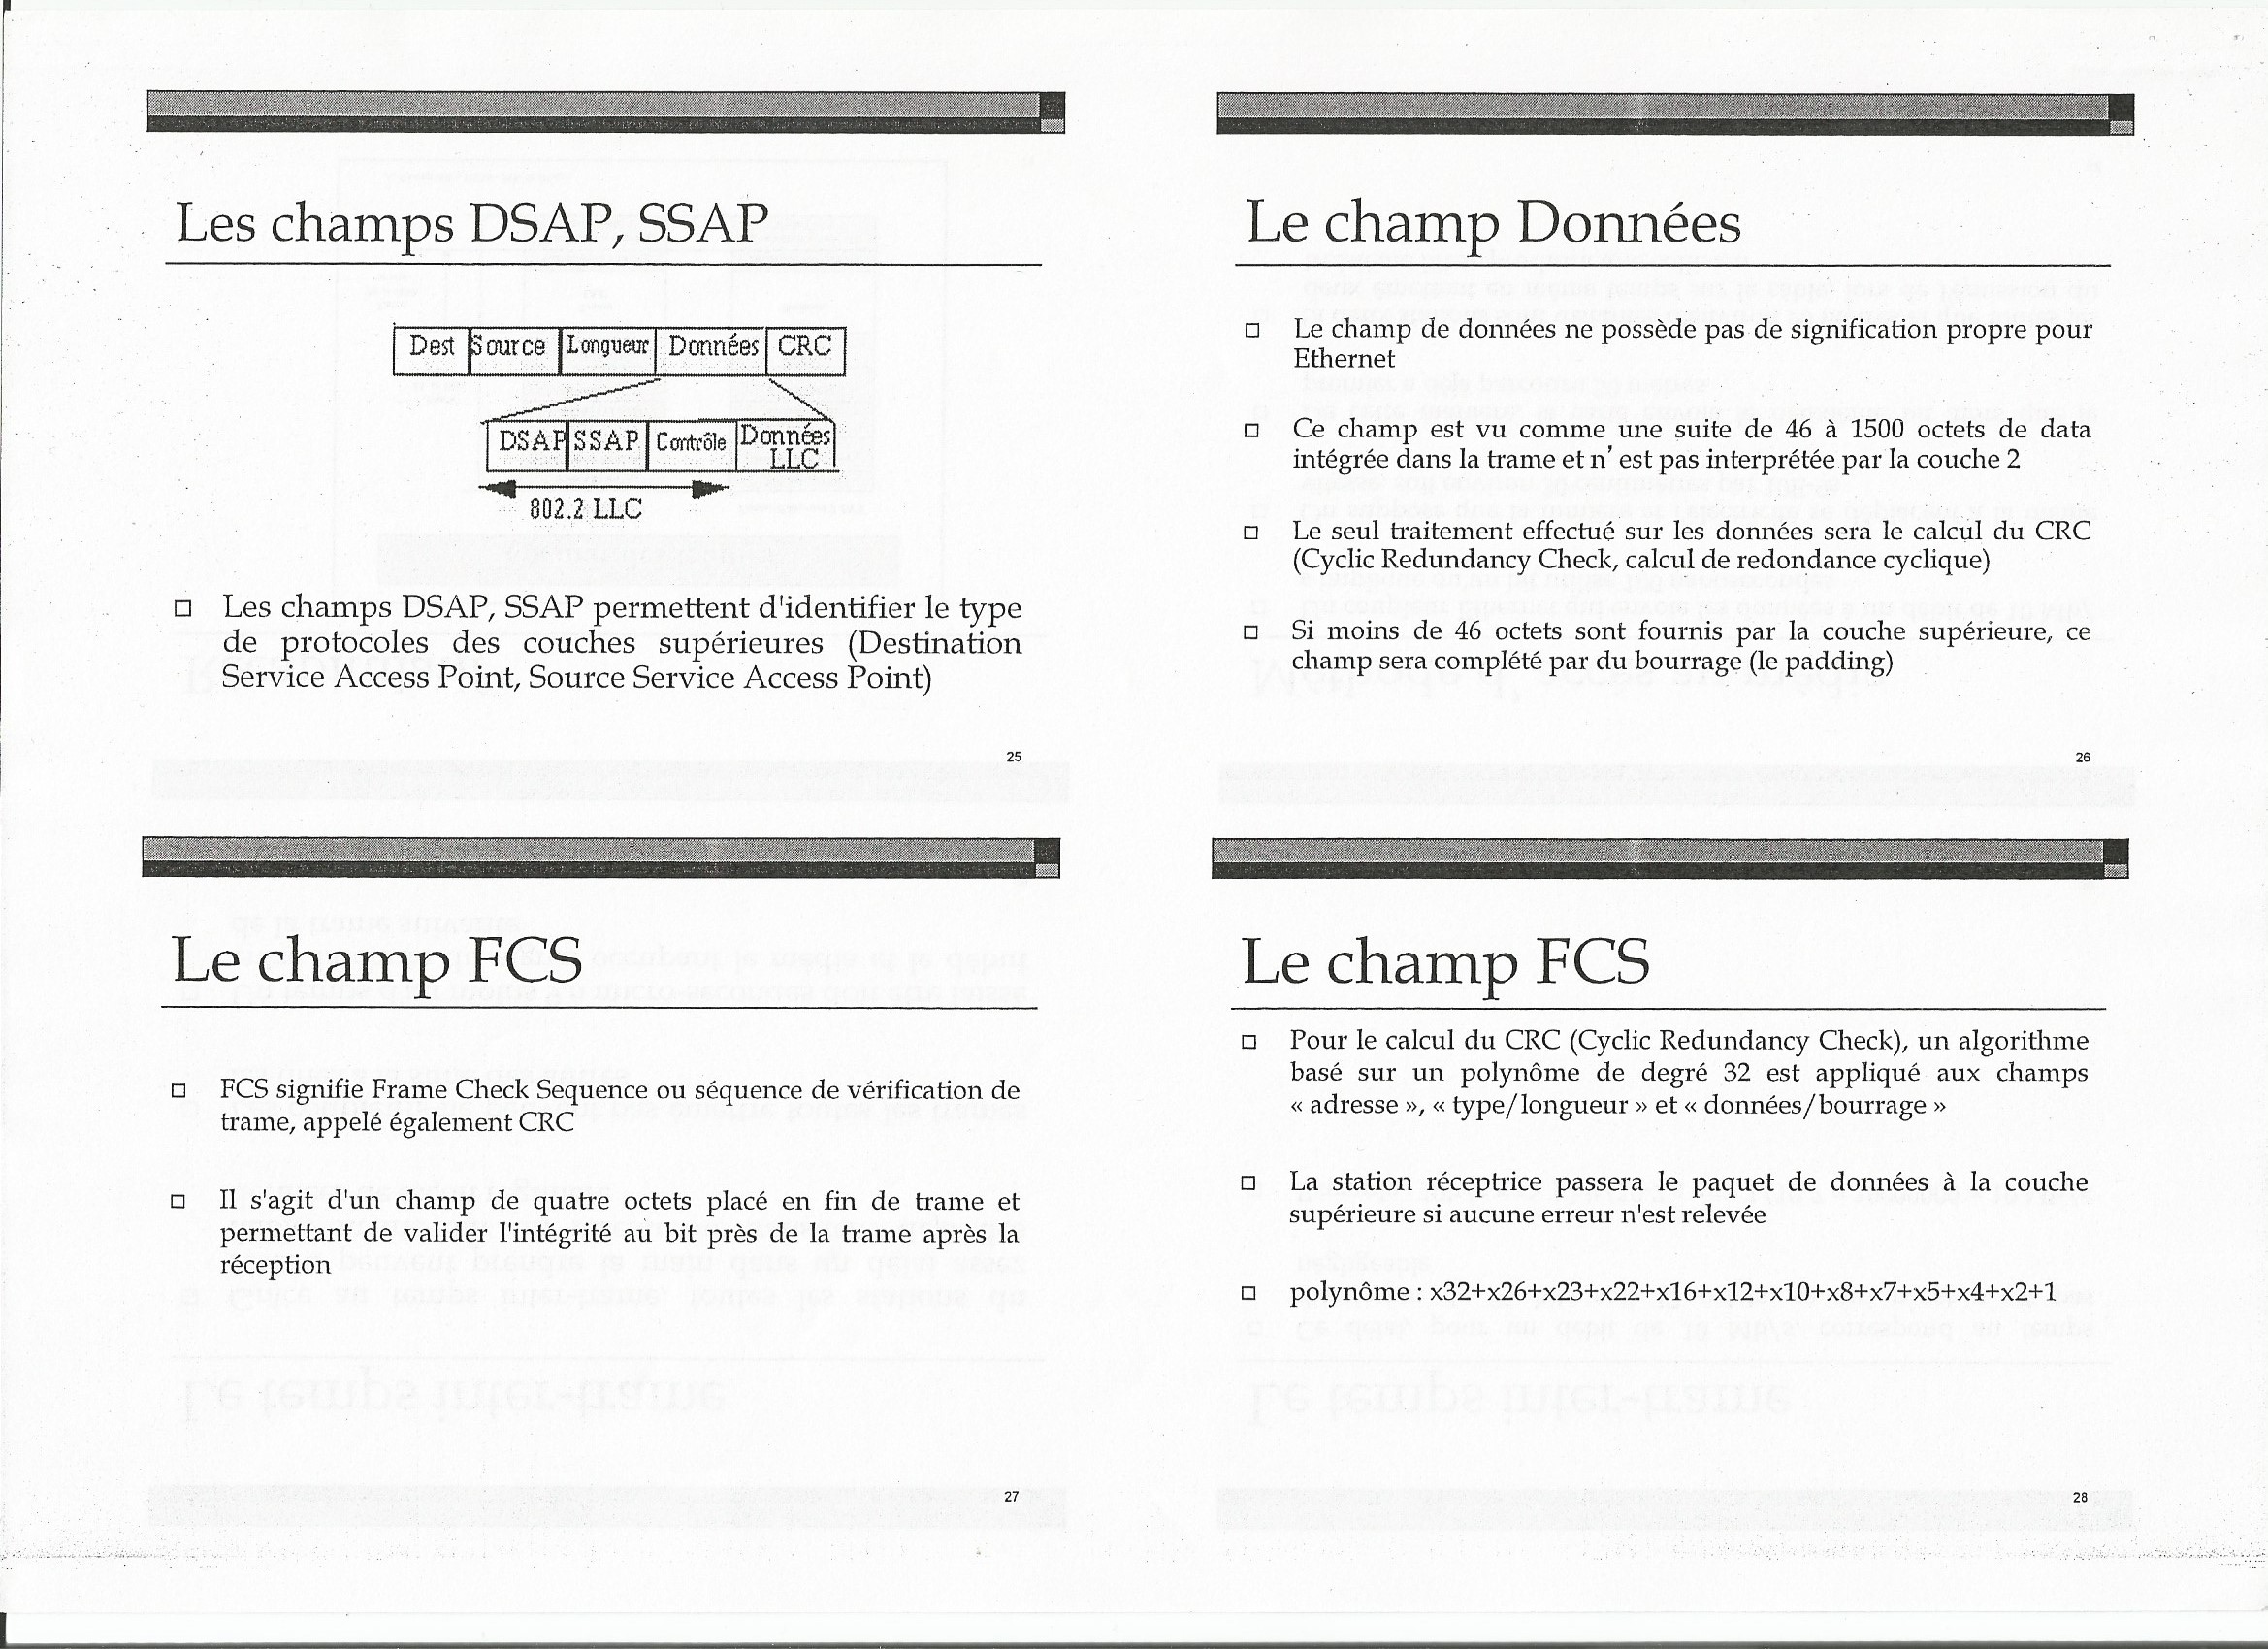 Les champs DSAP, SSAP
Dest Source Longueur Données CRC
DSAP SSAP Contrôle Données
LLC
802.2 LLC
Les champs DSAP, SSAP permettent d'identifier le type
de protocoles des couches supérieures (Destination
Service Access Point, Source Service Access Point)
25
Le champ Données
Le champ de données ne possède pas de signification propre pour
Ethernet
Ce champ est vu comme une suite de 46 à 1500 octets de data
intégrée dans la trame et n' est pas interprétée par la couche 2
Le seul traitement effectué sur les données sera le calcul du CRC
(Cyclic Redundancy Check, calcul de redondance cyclique)
Si moins de 46 octets sont fournis par la couche supérieure, ce
champ sera complété par du bourrage (le padding)
26
Le champ FCS
FCS signifie Frame Check Sequence ou séquence de vérification de
trame, appelé également CRC
Il s'agit d'un champ de quatre octets placé en fin de trame et
permettant de valider l'intégrité au bit près de la trame après la
réception
27
Le champ FCS
Pour le calcul du CRC (Cyclic Redundancy Check), un algorithme
basé sur un polynôme de degré 32 est appliqué aux champs
« adresse », « type/longueur » et « données/bourrage »
La station réceptrice passera le paquet de données à la couche
supérieure si aucune erreur n'est relevée
polynôme : x32+x26+x23+x22+x16+x12+x10+x8+x7+x5+x4+x2+1
28